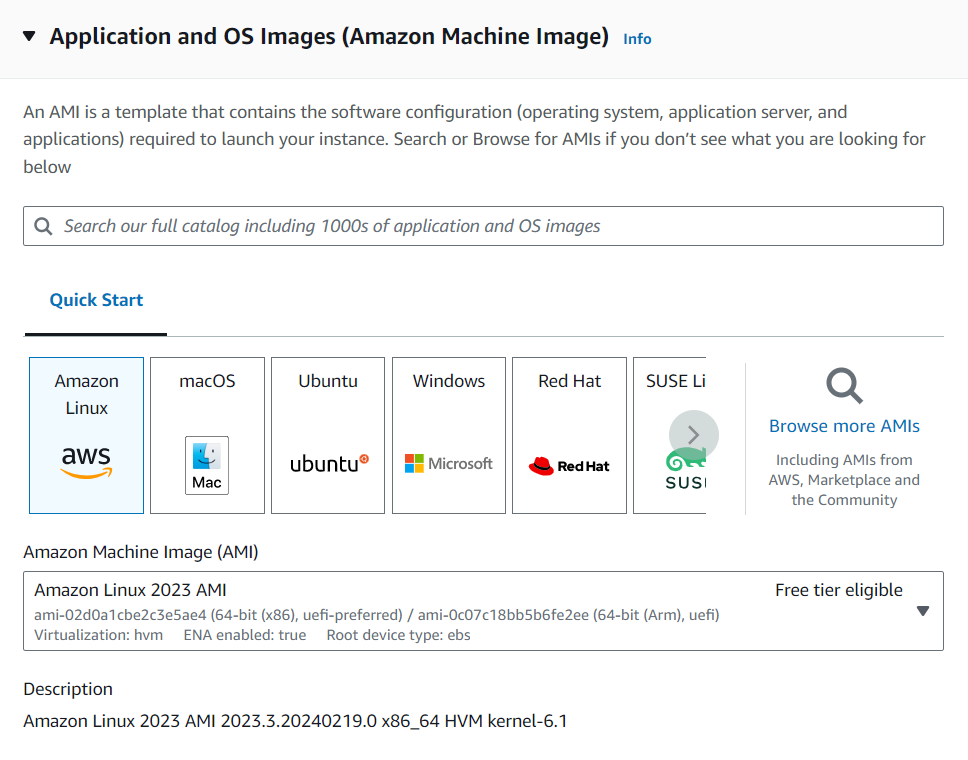 Application and OS Images (Amazon Machine Image) Info
An AMI is a template that contains the software configuration (operating system, application server, and
applications) required to launch your instance. Search or Browse for AMIs if you don’t see what you are looking for
below
Search our full catalog including 1000s of application and OS images
Quick Start
Amazon
Linux
aws
macOS
Mac
Ubuntu
ubuntu
Windows
Microsoft
Red Hat
Red Hat
SUSE Li
SUS
Browse more AMIs
Including AMIs from
AWS, Marketplace and
the Community
Amazon Machine Image (AMI)
Amazon Linux 2023 AMI
Free tier eligible
ami-02d0a1cbe2c3e5ae4 (64-bit (x86), uefi-preferred) / ami-0c07c18bb5b6fe2ee (64-bit (Arm), uefi)
Virtualization: hvm ENA enabled: true Root device type: ebs
Description
Amazon Linux 2023 AMI 2023.3.20240219.0 x86_64 HVM kernel-6.1